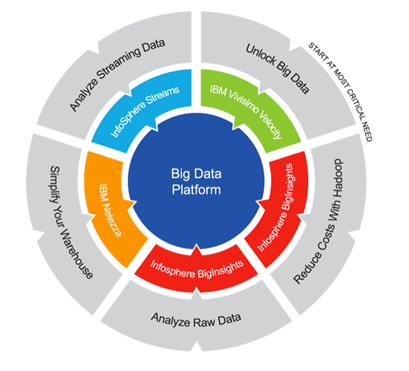 Analyze Streaming Data
Unlock Big Data
START AT MOST CRITICAL NEED
InfoSphere Streams
IBM Vivisimo Velocity
Big Data
Platform
Simplify Your Warehouse
IBM Netezza
Infosphere BigInsights
Reduce Costs With Hadoop
Infosphere BigInsights
Analyze Raw Data